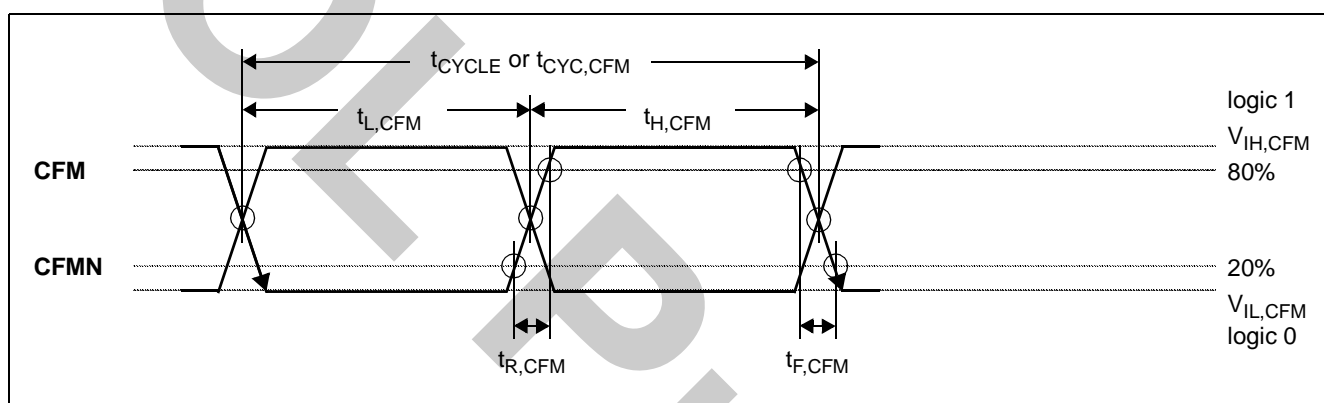 tCYCLE or tCYC,CFM
tL,CFM
tH,CFM
logic 1
VIH,CFM
CFM
80%
CFMN
20%
VIL,CFM
logic 0
tR,CFM
tF,CFM